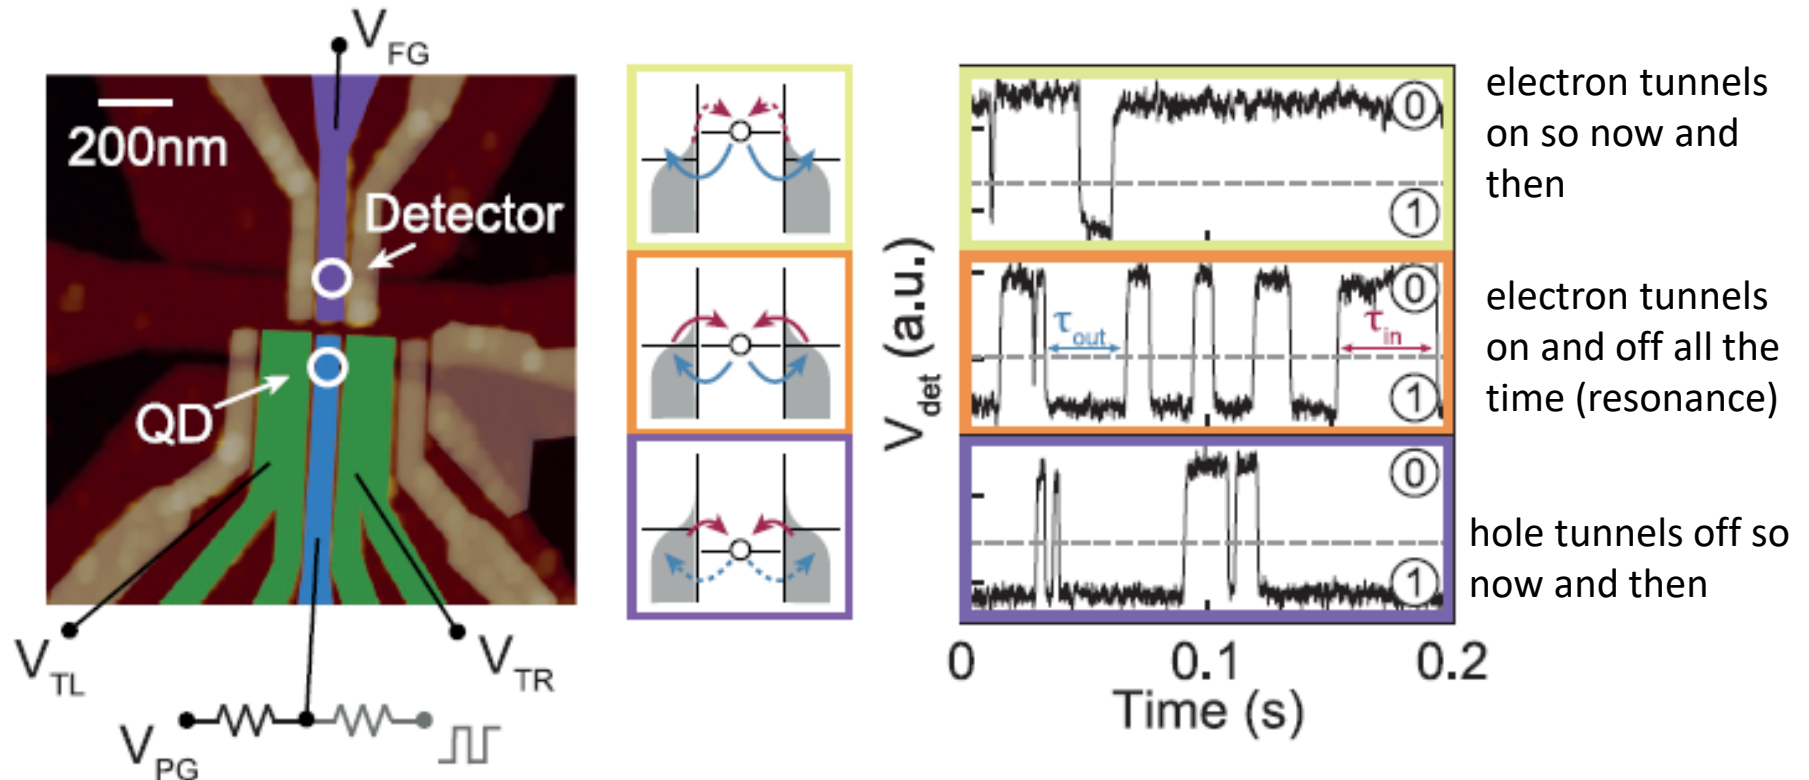 V_FG
200nm
Detector
QD
V_TL
V_TR
V_PG
V_det (a.u.)
0
1
electron tunnels
on so now and
then
0
τ_out
τ_in
1
electron tunnels
on and off all the
time (resonance)
0
1
hole tunnels off so
now and then
0 0.1 0.2
Time (s)